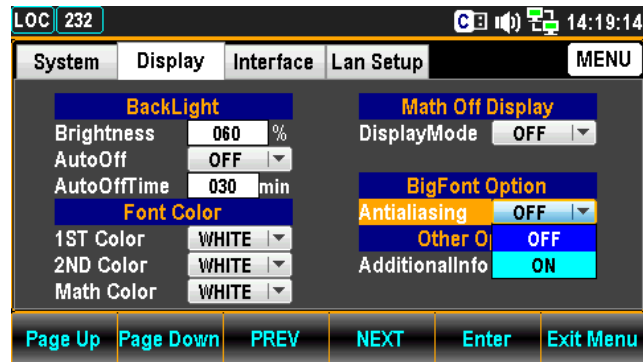 LOC 232 C 14:19:14
System Display Interface Lan Setup MENU
BackLight
Brightness 060 %
AutoOff OFF
AutoOffTime 030 min
Font Color
1ST Color WHITE
2ND Color WHITE
Math Color WHITE
Math Off Display
DisplayMode OFF
BigFont Option
Antialiasing OFF
OFF
ON
Other O
AdditionalInfo
Page Up Page Down PREV NEXT Enter Exit Menu